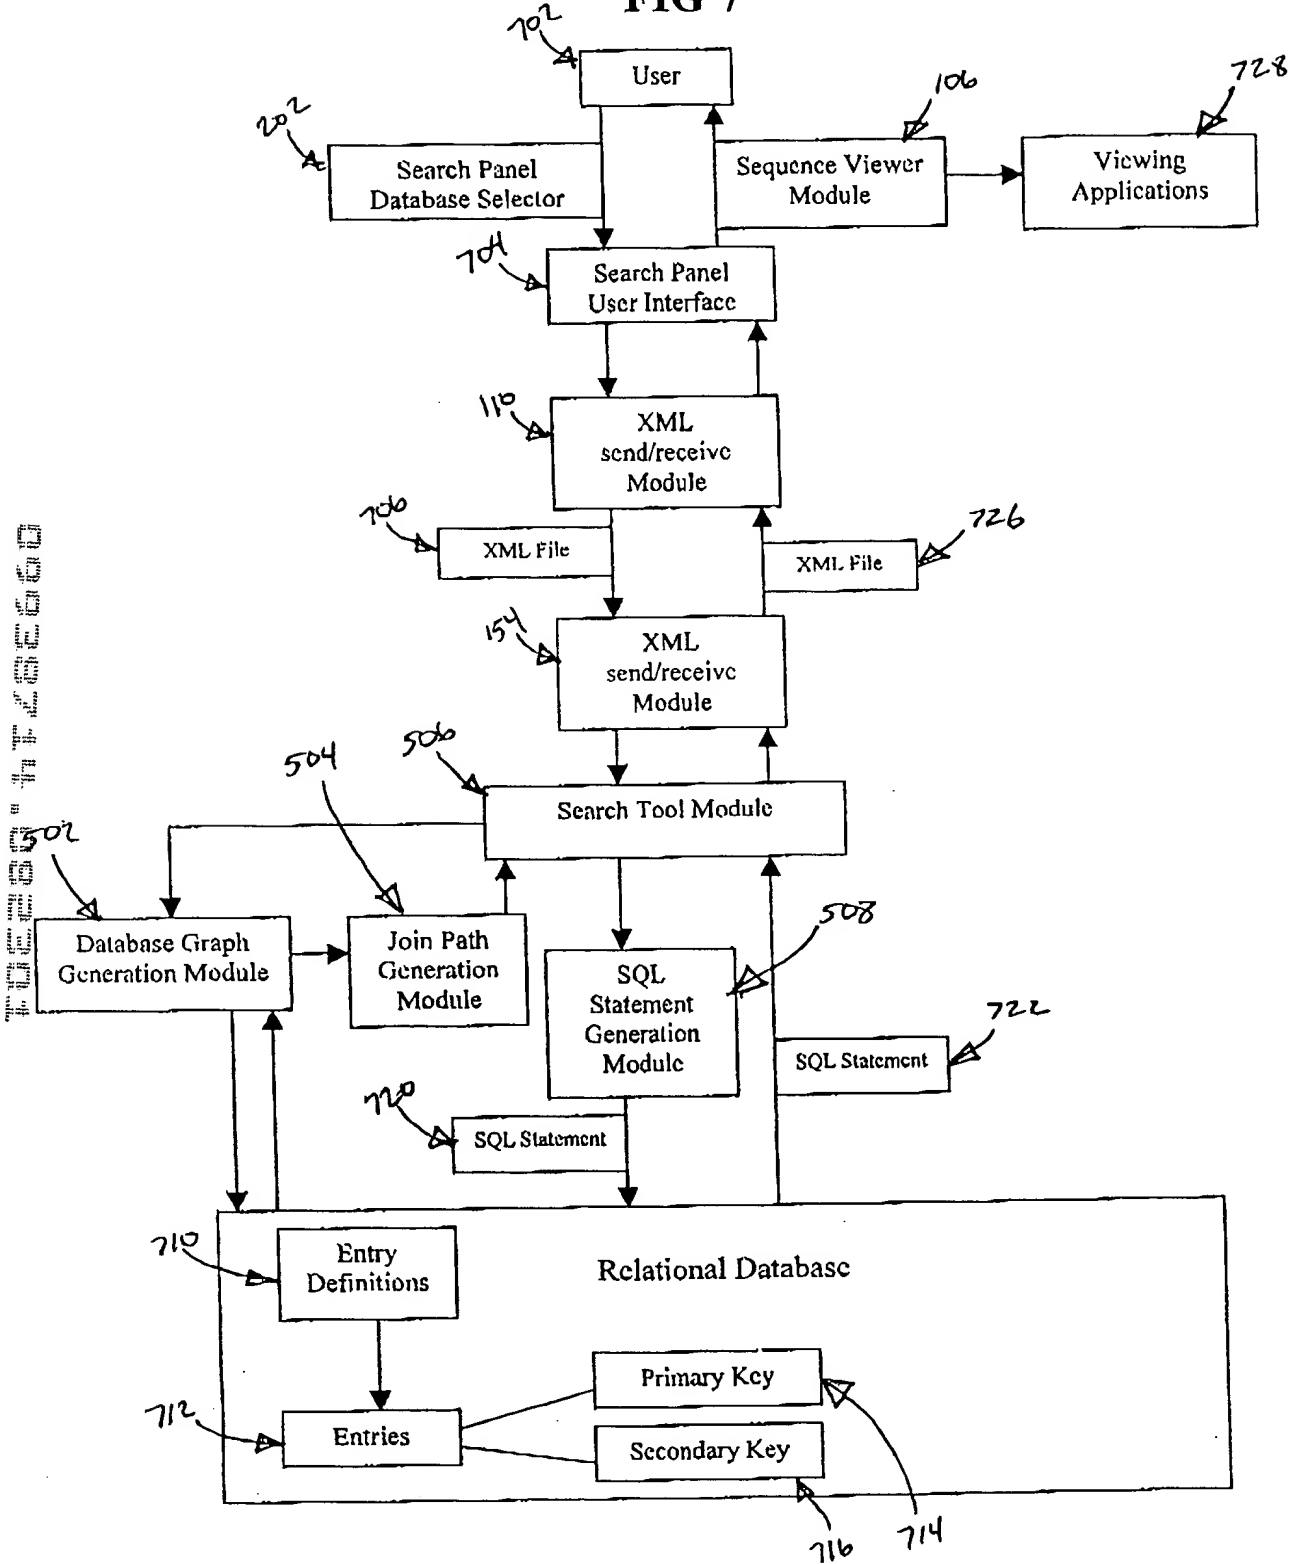 FIG 7
702
User
106
728
202
Search Panel
Database Selector
Sequence Viewer
Module
Viewing
Applications
704
Search Panel
User Interface
110
XML
send/receive
Module
706
XML File
726
XML File
154
XML
send/receive
Module
504
506
Search Tool Module
502
Database Graph
Generation Module
Join Path
Generation
Module
508
SQL
Statement
Generation
Module
722
SQL Statement
720
SQL Statement
710
Entry
Definitions
Relational Database
Primary Key
712
Entries
Secondary Key
714
716